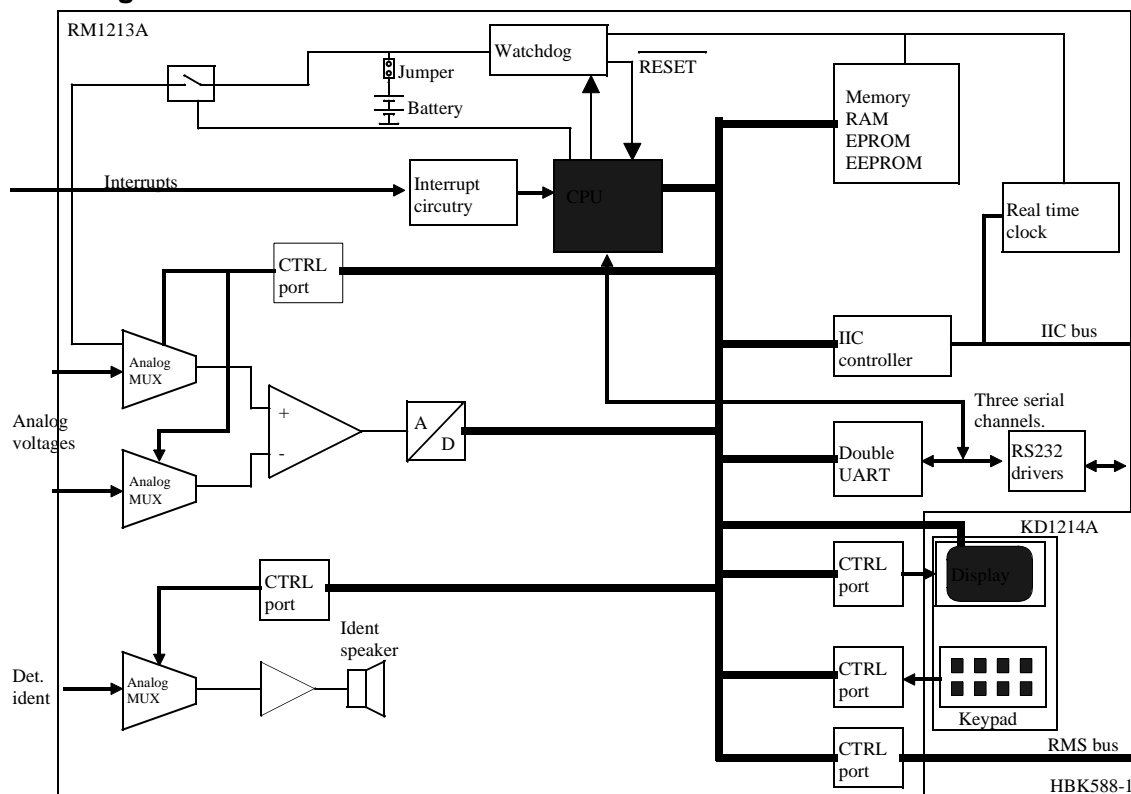 RM1213A
Watchdog
RESET
Jumper
Battery
Memory
RAM
EPROM
EEPROM
Interrupts
Interrupt
circutry
CPU
Real time
clock
CTRL
port
IIC
controller
IIC bus
Analog
MUX
Analog
voltages
+
-
A
D
Three serial
channels.
Double
UART
RS232
drivers
Analog
MUX
KD1214A
CTRL
port
Display
CTRL
port
Ident
speaker
Det.
ident
Analog
MUX
CTRL
port
Keypad
CTRL
port
RMS bus
HBK588-1